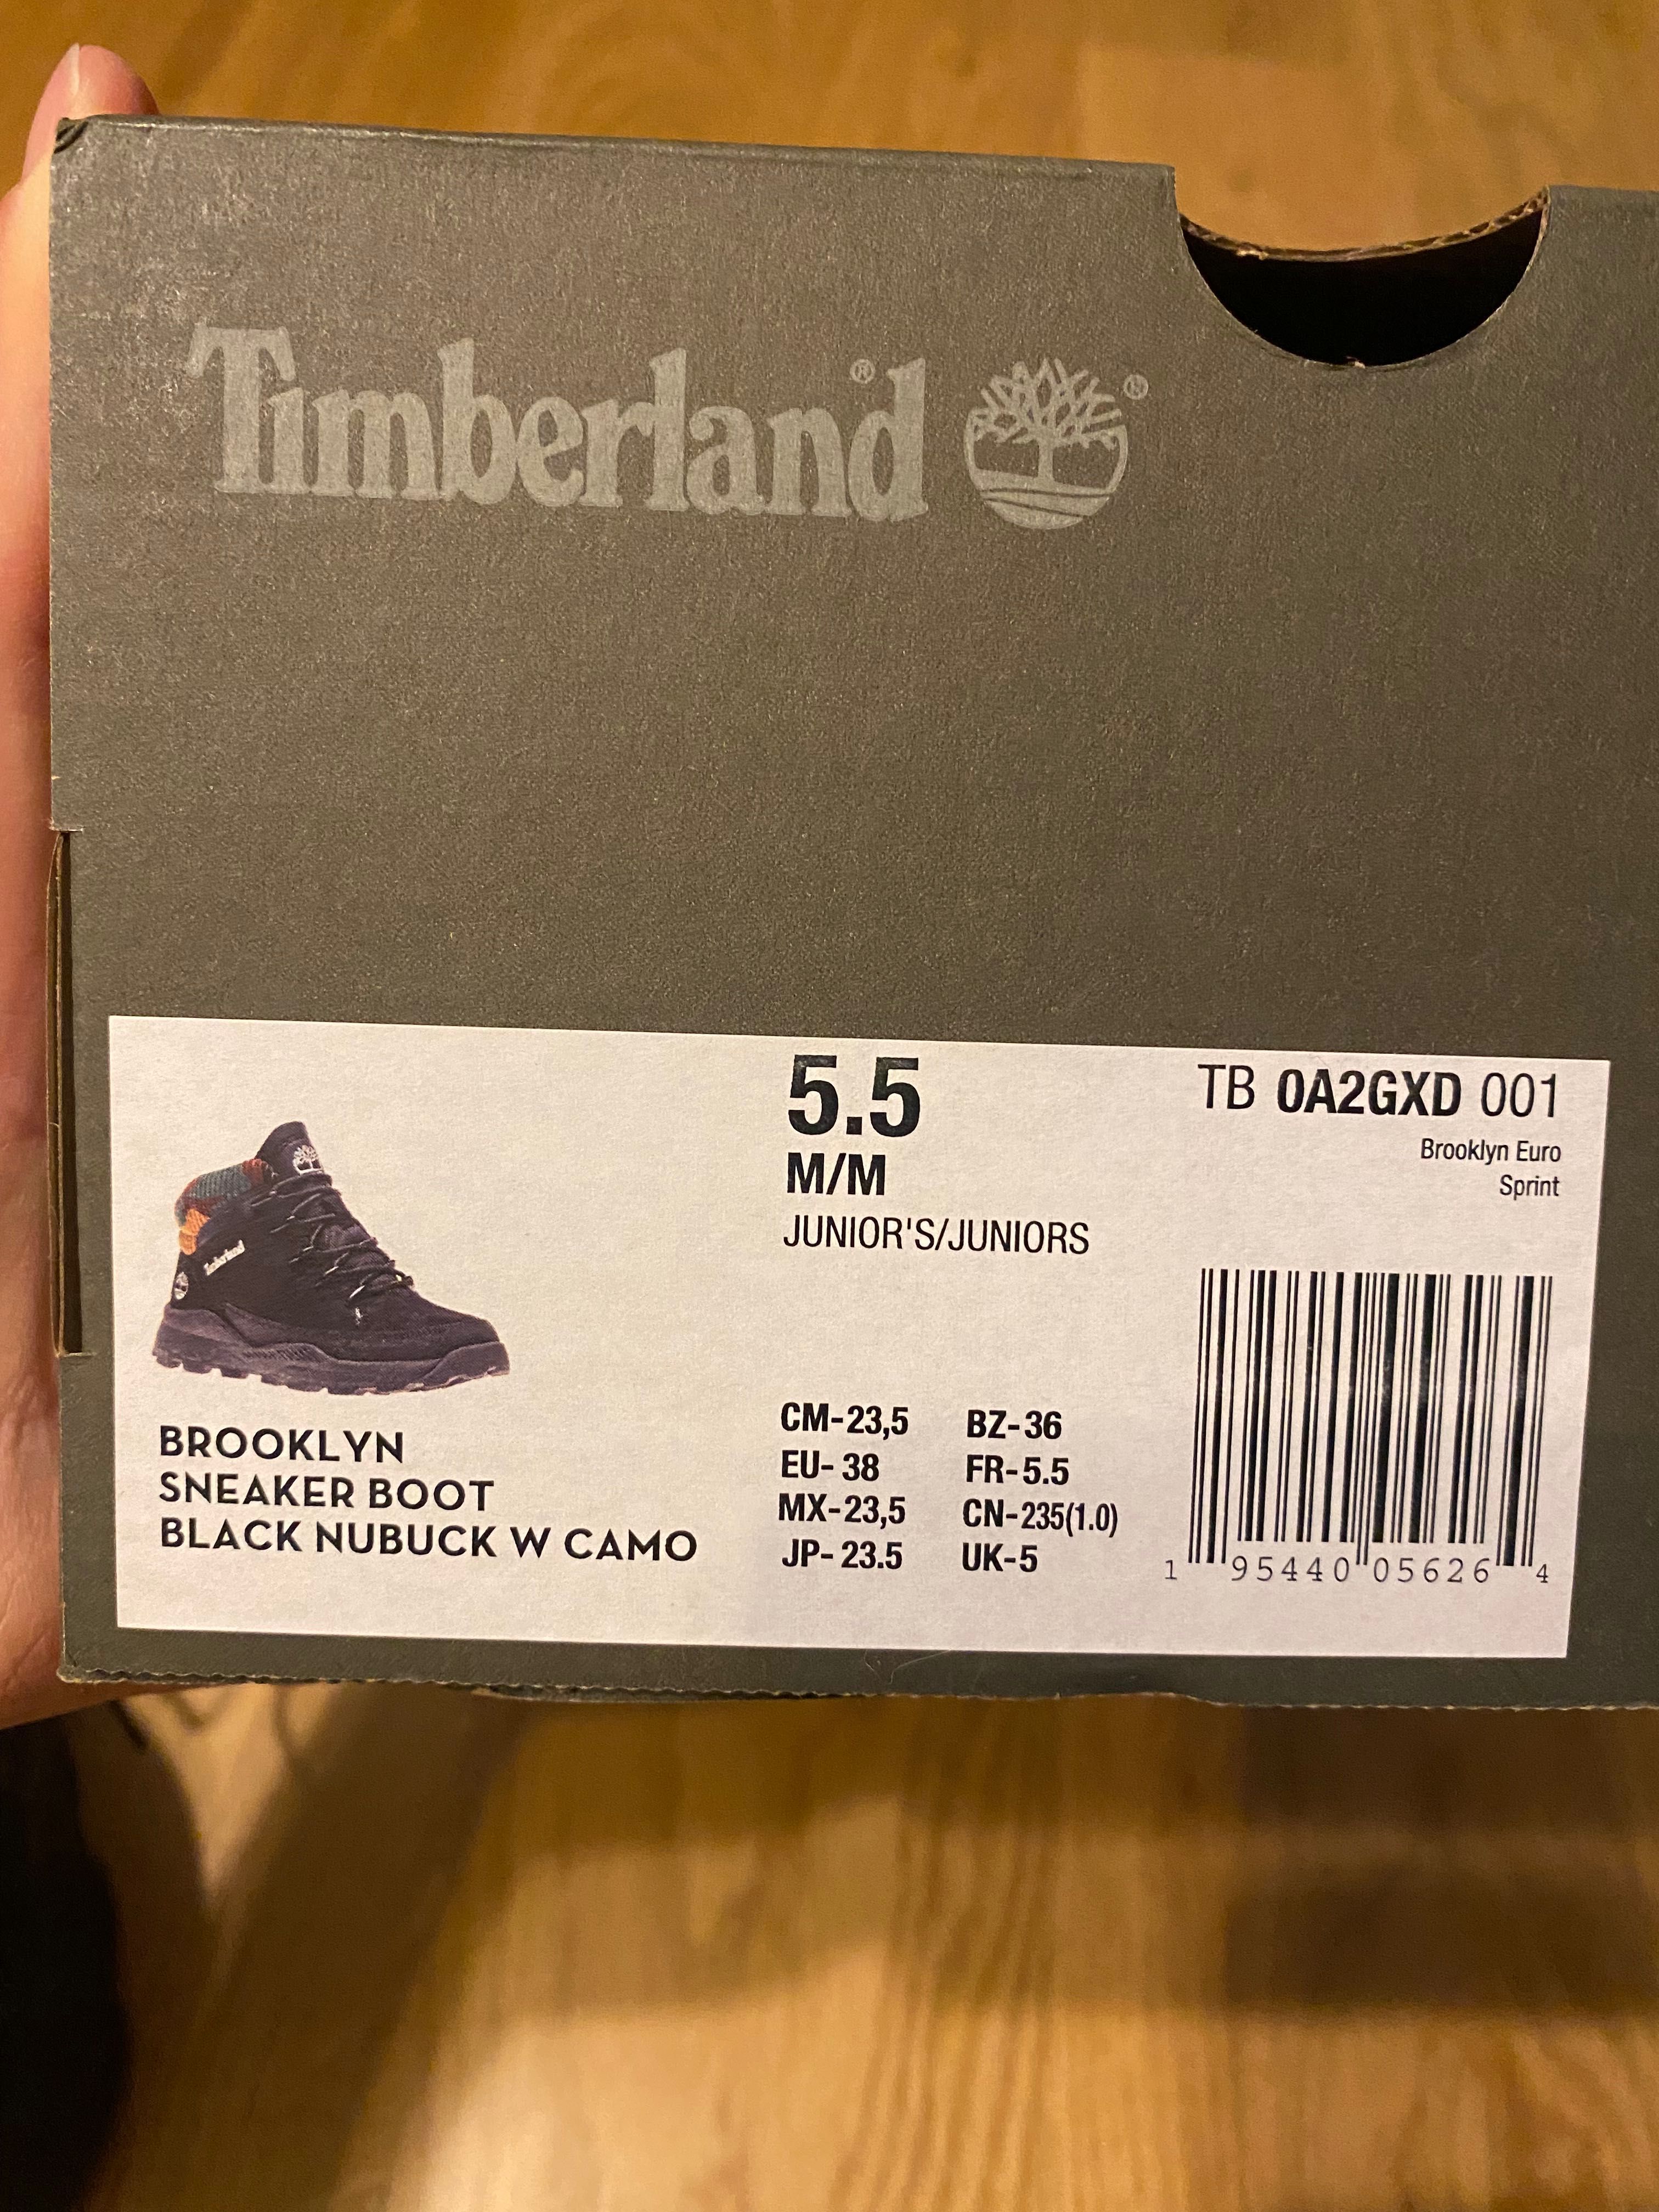 Timberland®
®
5.5
M/M
JUNIOR'S/JUNIORS
TB 0A2GXD 001
Brooklyn Euro
Sprint
Timberland
BROOKLYN
SNEAKER BOOT
BLACK NUBUCK W CAMO
CM-23,5 BZ-36
EU- 38 FR-5.5
MX-23,5 CN-235(1.0)
JP- 23.5 UK-5
1 95440 05626 4